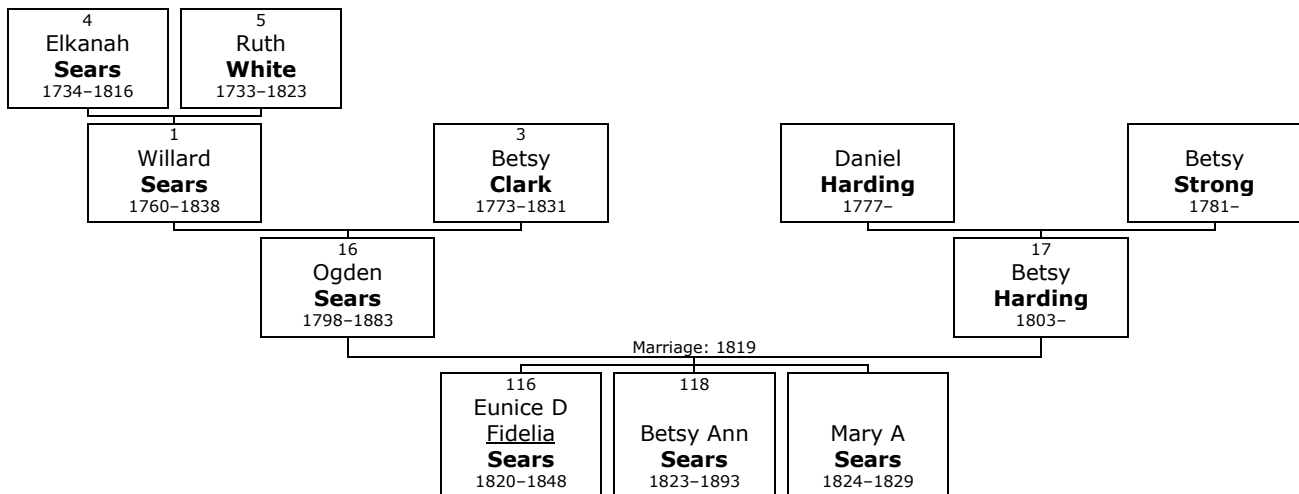 4
Elkanah
Sears
1734–1816
5
Ruth
White
1733–1823
1
Willard
Sears
1760–1838
3
Betsy
Clark
1773–1831
Daniel
Harding
1777–
Betsy
Strong
1781–
16
Ogden
Sears
1798–1883
17
Betsy
Harding
1803–
Marriage: 1819
116
Eunice D
Fidelia
Sears
1820–1848
118
Betsy Ann
Sears
1823–1893
Mary A
Sears
1824–1829